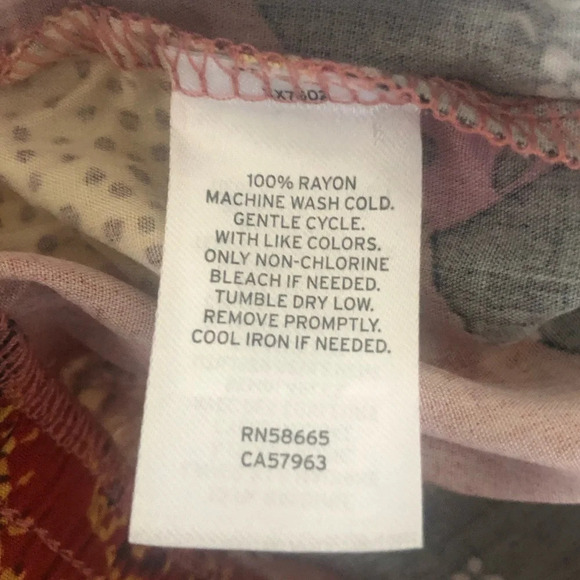 100% RAYON
MACHINE WASH COLD.
GENTLE CYCLE.
WITH LIKE COLORS.
ONLY NON-CHLORINE
BLEACH IF NEEDED.
TUMBLE DRY LOW.
REMOVE PROMPTLY.
COOL IRON IF NEEDED.
RN58665
CA57963